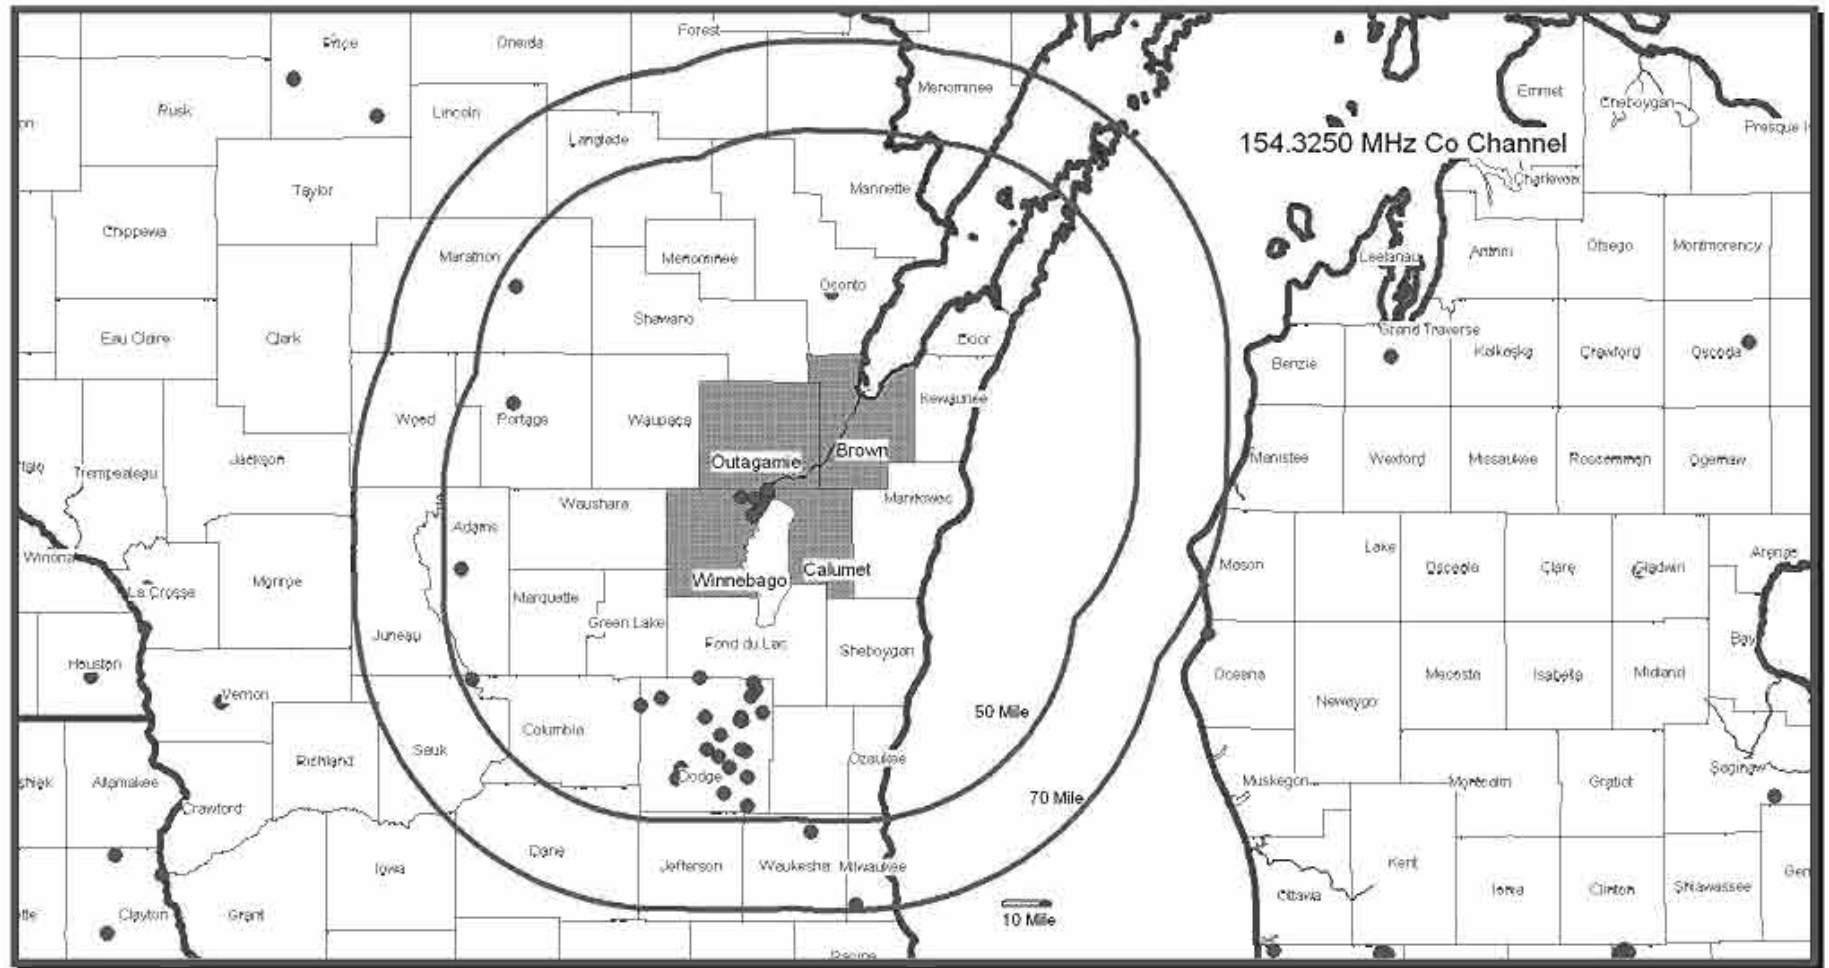 Price
Oneida
Forest
Rusk
Lincoln
Langlade
Menominee
Emmet
Cheboygan
Presque I
154.3250 MHz Co Channel
Taylor
Marinette
Charlevoix
Chippewa
Marathon
Menominee
Oconto
Leelanau
Antrim
Otsego
Montmorency
Eau Claire
Clark
Shawano
Door
Grand Traverse
Benzie
Kalkaska
Crawford
Oscoda
Wood
Portage
Waupaca
Kewaunee
Trempealeau
Jackson
Outagamie
Brown
Manistee
Wexford
Missaukee
Roscommon
Ogemaw
Waushara
Manitowoc
Adams
Winona
La Crosse
Monroe
Winnebago
Calumet
Mason
Lake
Osceola
Clare
Gladwin
Arenac
Marquette
Green Lake
Juneau
Fond du Lac
Sheboygan
Bay
Houston
Vernon
Oceana
Newaygo
Mecosta
Isabella
Midland
50 Mile
Columbia
Sauk
Richland
Dodge
Ozaukee
70 Mile
shiek
Allamakee
Crawford
Muskegon
Montcalm
Gratiot
Saginaw
Iowa
Dane
Jefferson
Waukesha
Milwaukee
Kent
Ionia
Clinton
Shiawassee
Gen
Ottawa
Clayton
Grant
10 Mile
Racine